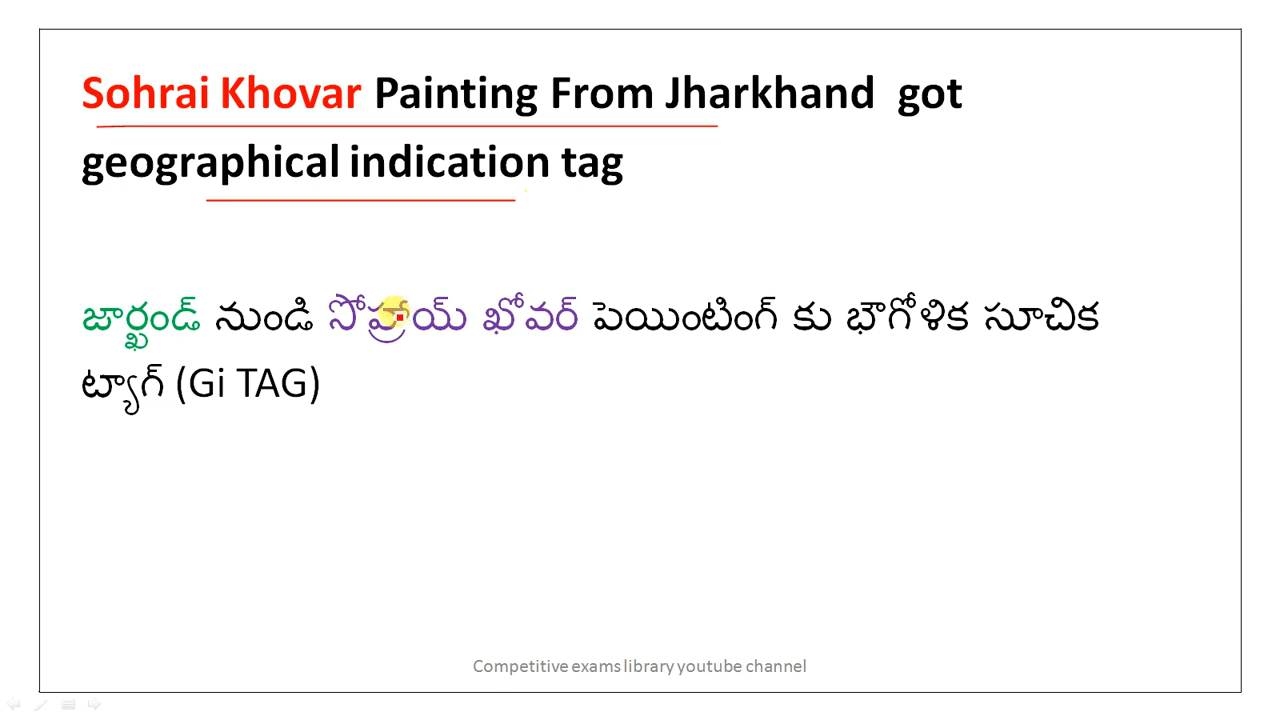 Sohrai Khovar Painting From Jharkhand got
geographical indication tag
జార్ఖండ్ నుండి సోహ్రాయ్ ఖోవర్ పెయింటింగ్ కు భౌగోళిక సూచిక
ట్యాగ్ (Gi TAG)
Competitive exams library youtube channel